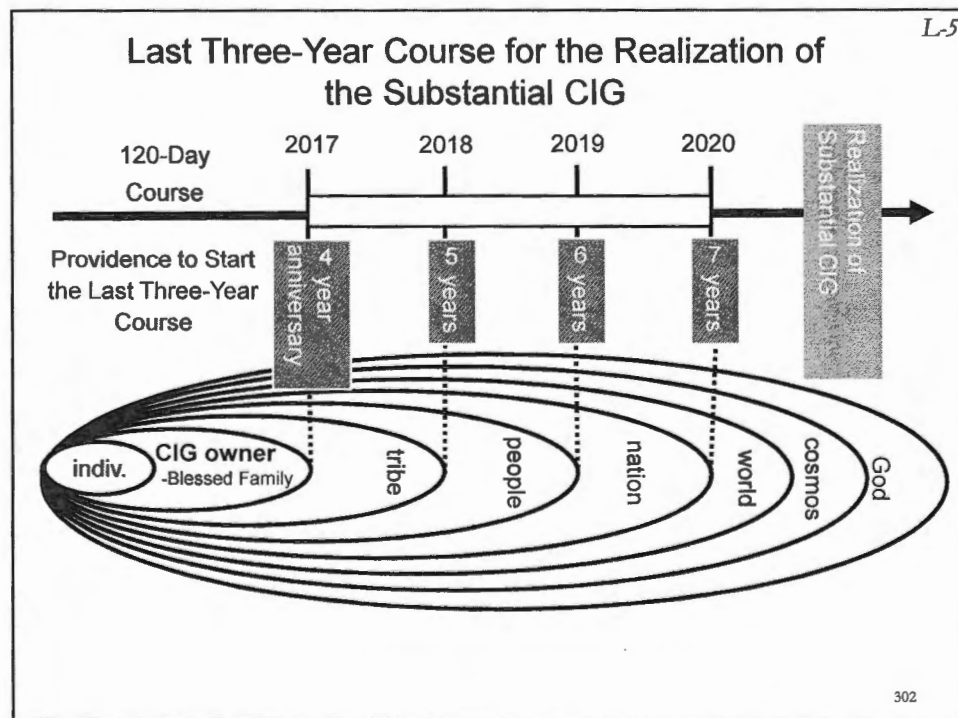 L-5
Last Three-Year Course for the Realization of
the Substantial CIG
120-Day
Course
2017
2018
2019
2020
Realization of
Substantial CIG
Providence to Start
the Last Three-Year
Course
4 year
anniversary
5
years
6
years
7
years
indiv.
CIG owner
-Blessed Family
tribe
people
nation
world
cosmos
God
302